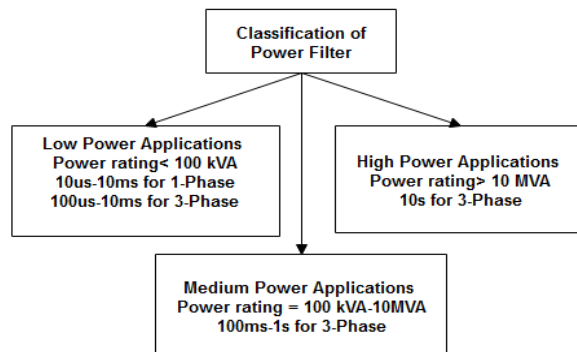 Classification of
Power Filter
Low Power Applications
Power rating< 100 kVA
10us-10ms for 1-Phase
100us-10ms for 3-Phase
High Power Applications
Power rating> 10 MVA
10s for 3-Phase
Medium Power Applications
Power rating = 100 kVA-10MVA
100ms-1s for 3-Phase